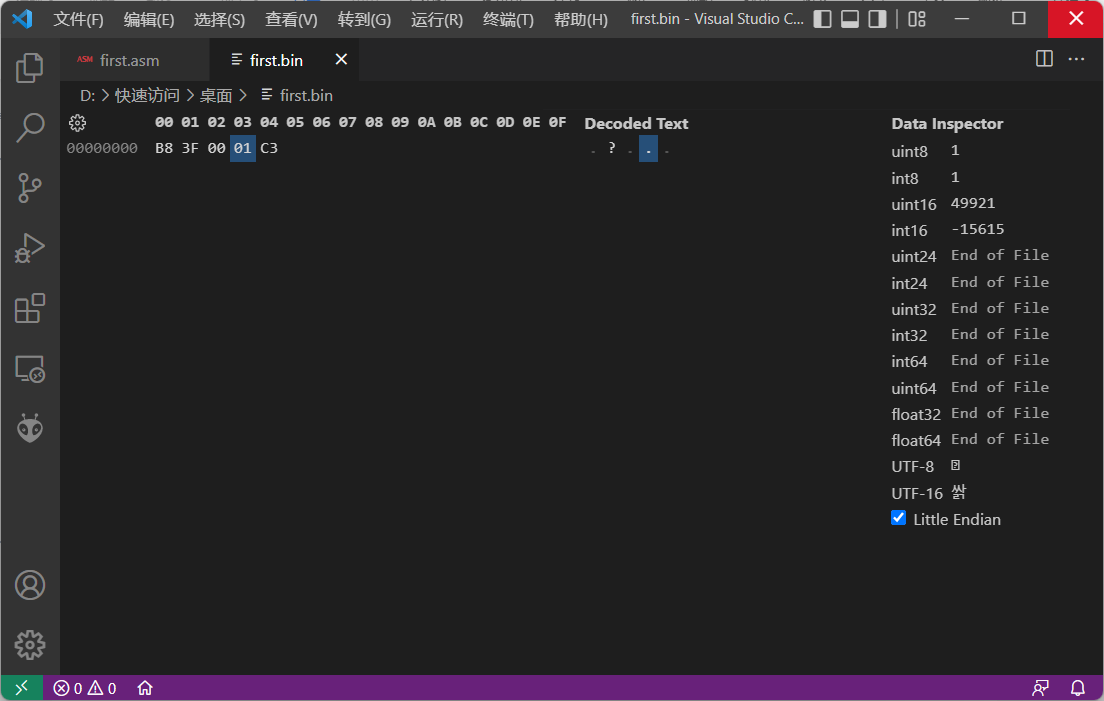 文件(F) 编辑(E) 选择(S) 查看(V) 转到(G) 运行(R) 终端(T) 帮助(H) first.bin - Visual Studio C...
ASM first.asm first.bin
D: > 快速访问 > 桌面 > first.bin
00 01 02 03 04 05 06 07 08 09 0A 0B 0C 0D 0E 0F Decoded Text
00000000 B8 3F 00 01 C3 . ? . . .
Data Inspector
uint8 1
int8 1
uint16 49921
int16 -15615
uint24 End of File
int24 End of File
uint32 End of File
int32 End of File
int64 End of File
uint64 End of File
float32 End of File
float64 End of File
UTF-8
UTF-16 쌁
Little Endian
0 0